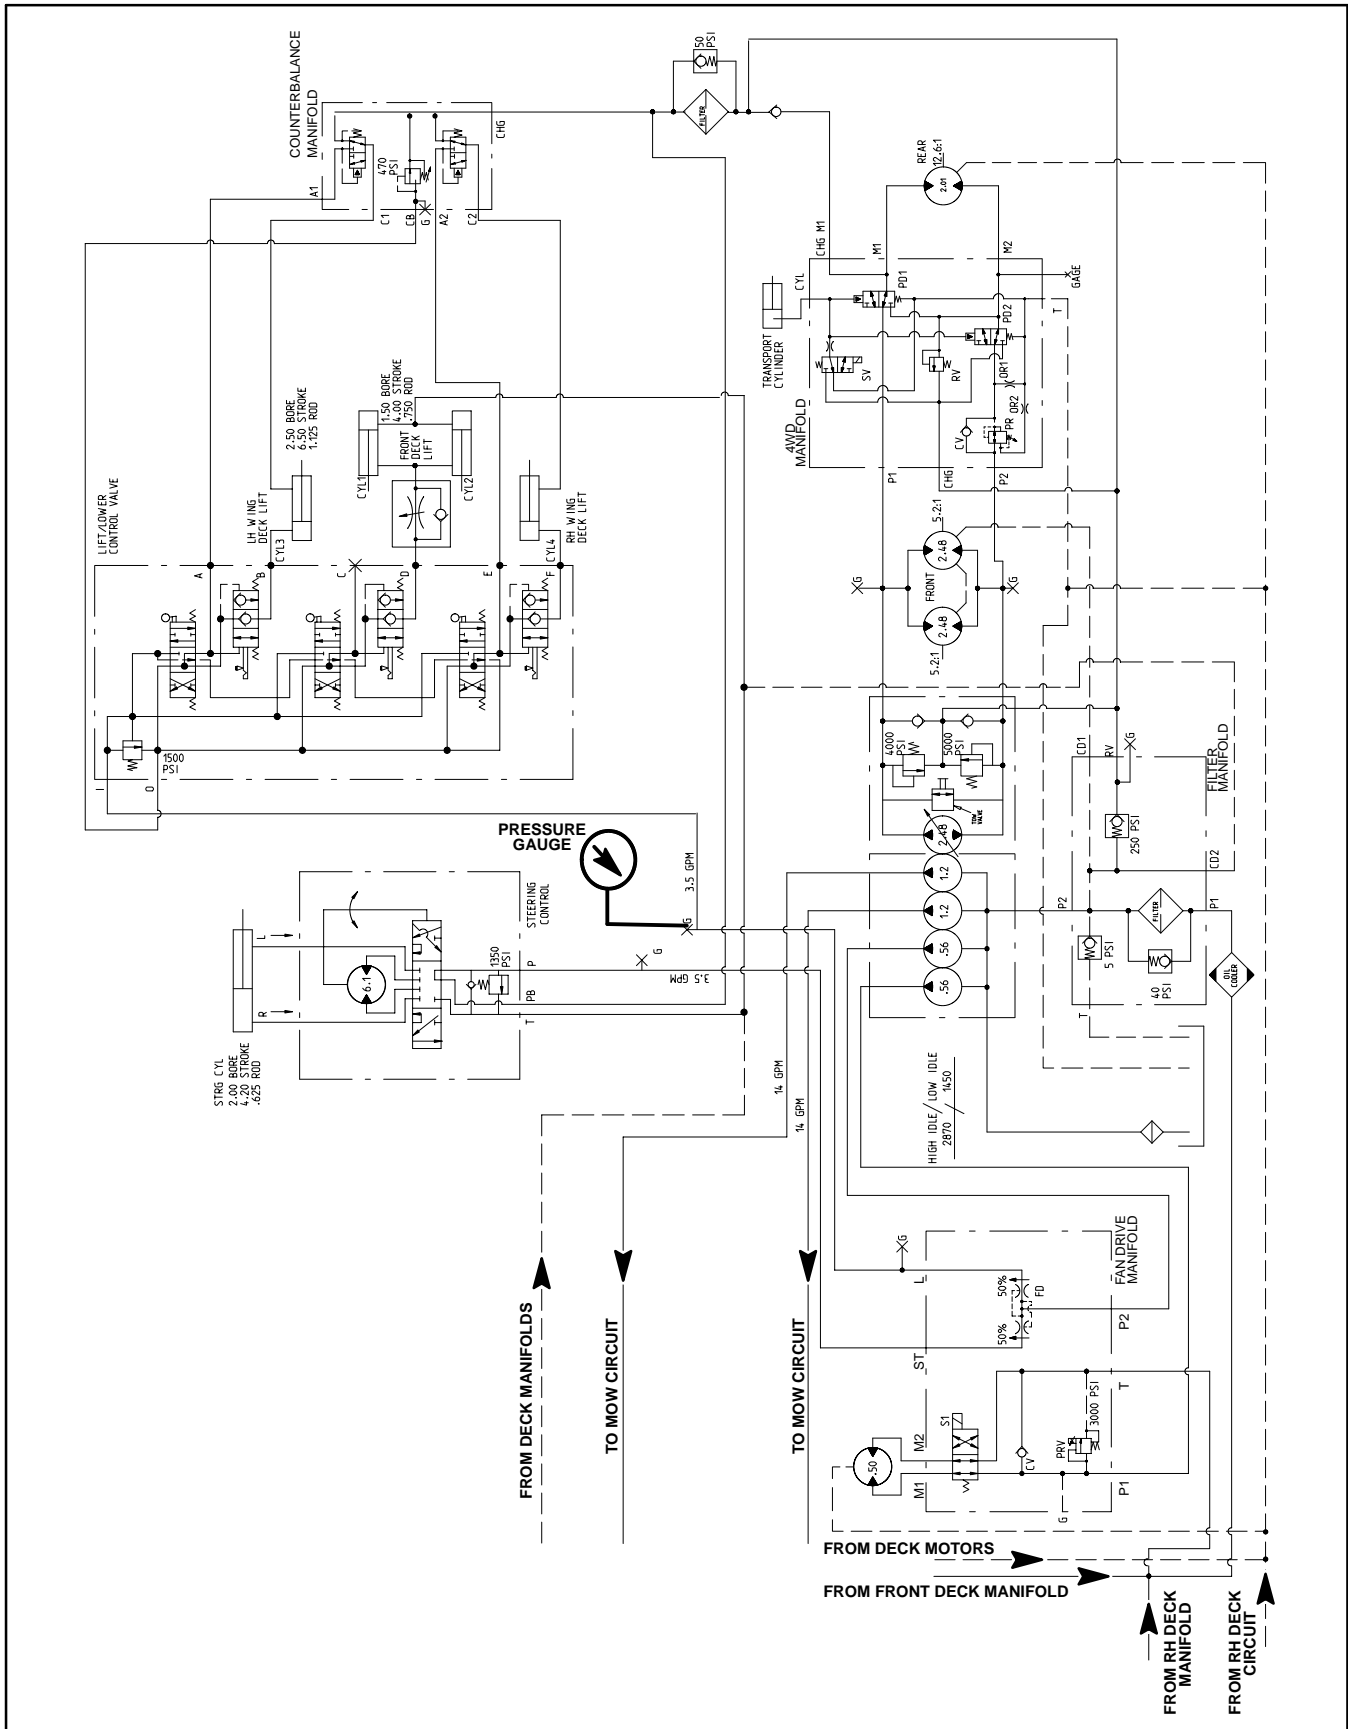 COUNTERBALANCE
MANIFOLD
50
PSI
FILTER
CHG
470
PSI
A1
C1
CB
G
A2
C2
REAR
12.6:1
2.01
CHG M1
M1
M2
GAGE
CYL
PD1
PD2
T
TRANSPORT
CYLINDER
SV
RV
OR1
OR2
PR
CV
4WD
MANIFOLD
P1
CHG
P2
2.50 BORE
6.50 STROKE
1.125 ROD
1.50 BORE
4.00 STROKE
.750 ROD
CYL1
FRONT
DECK
LIFT
CYL2
LIFT/LOWER
CONTROL VALVE
LH WING
DECK LIFT
CYL3
RH WING
DECK LIFT
CYL4
A
B
C
D
E
F
1500
PSI
I
O
G
5.2:1
2.48
FRONT
2.48
5.2:1
G
4000
PSI
5000
PSI
TOW
VALVE
2.48
1.2
1.2
.56
.56
CD1
RV
G
FILTER
MANIFOLD
250 PSI
CD2
P2
P1
FILTER
5 PSI
40
PSI
T
OIL
COOLER
PRESSURE
GAUGE
3.5 GPM
G
G
3.5 GPM
STEERING
CONTROL
L
R
6.1
1350
PSI
P
PB
T
STRG CYL
2.00 BORE
4.20 STROKE
.625 ROD
14 GPM
14 GPM
HIGH IDLE/LOW IDLE
2870 / 1450
FROM DECK MANIFOLDS
TO MOW CIRCUIT
TO MOW CIRCUIT
G
L
50%
50%
FD
FAN DRIVE
MANIFOLD
ST
P2
S1
M2
M1
.50
CV
PRV
3000 PSI
T
G
P1
FROM DECK MOTORS
FROM FRONT DECK MANIFOLD
FROM RH DECK
MANIFOLD
FROM RH DECK
CIRCUIT